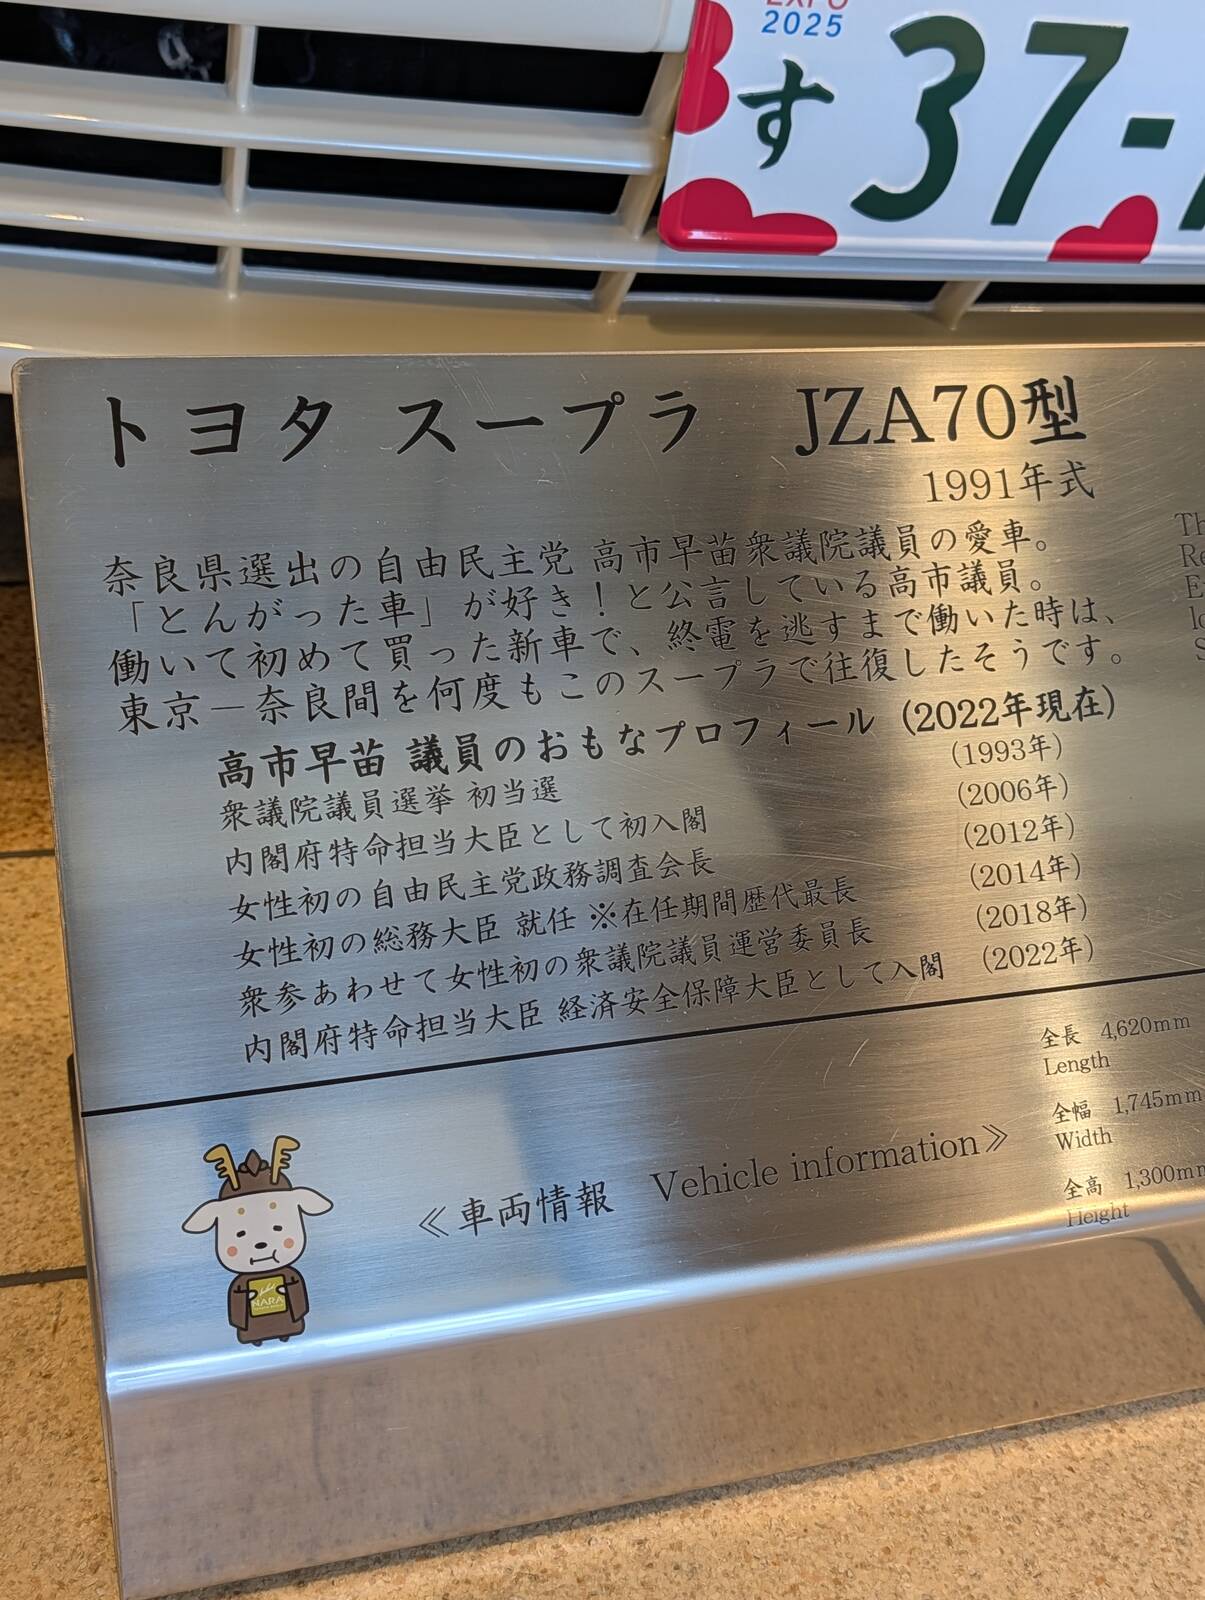 EXPO
2025
す 37-
トヨタ スープラ JZA70型
1991年式
奈良県選出の自由民主党 高市早苗衆議院議員の愛車。
「とんがった車」が好き！と公言している高市議員。
働いて初めて買った新車で、終電を逃すまで働いた時は、
東京－奈良間を何度もこのスープラで往復したそうです。
高市早苗 議員のおもなプロフィール（2022年現在）
衆議院議員選挙 初当選 (1993年)
内閣府特命担当大臣として初入閣 (2006年)
女性初の自由民主党政務調査会長 (2012年)
女性初の総務大臣 就任 ※在任期間歴代最長 (2014年)
衆参あわせて女性初の衆議院議員運営委員長 (2018年)
内閣府特命担当大臣 経済安全保障大臣として入閣 (2022年)
≪車両情報 Vehicle information≫
全長 4,620mm
Length
全幅 1,745mm
Width
全高 1,300mm
Height
NARA